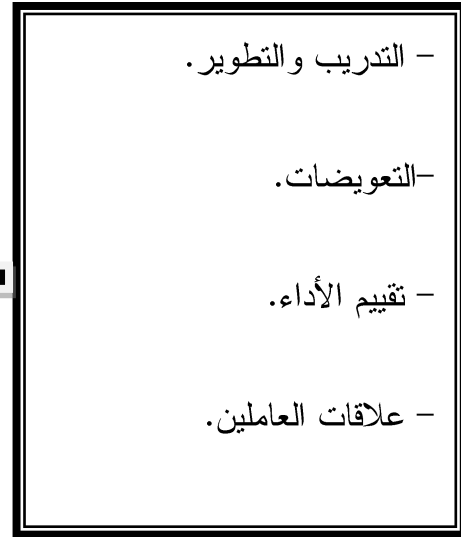 - التدريب والتطوير.
-التعويضات.
- تقييم الأداء.
- علاقات العاملين.